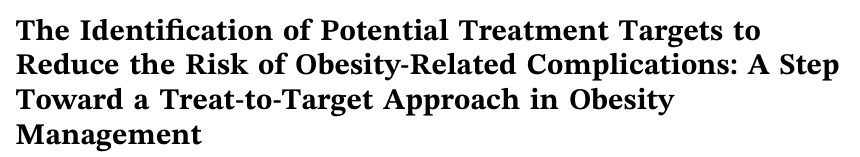 The Identification of Potential Treatment Targets to
Reduce the Risk of Obesity-Related Complications: A Step
Toward a Treat-to-Target Approach in Obesity
Management